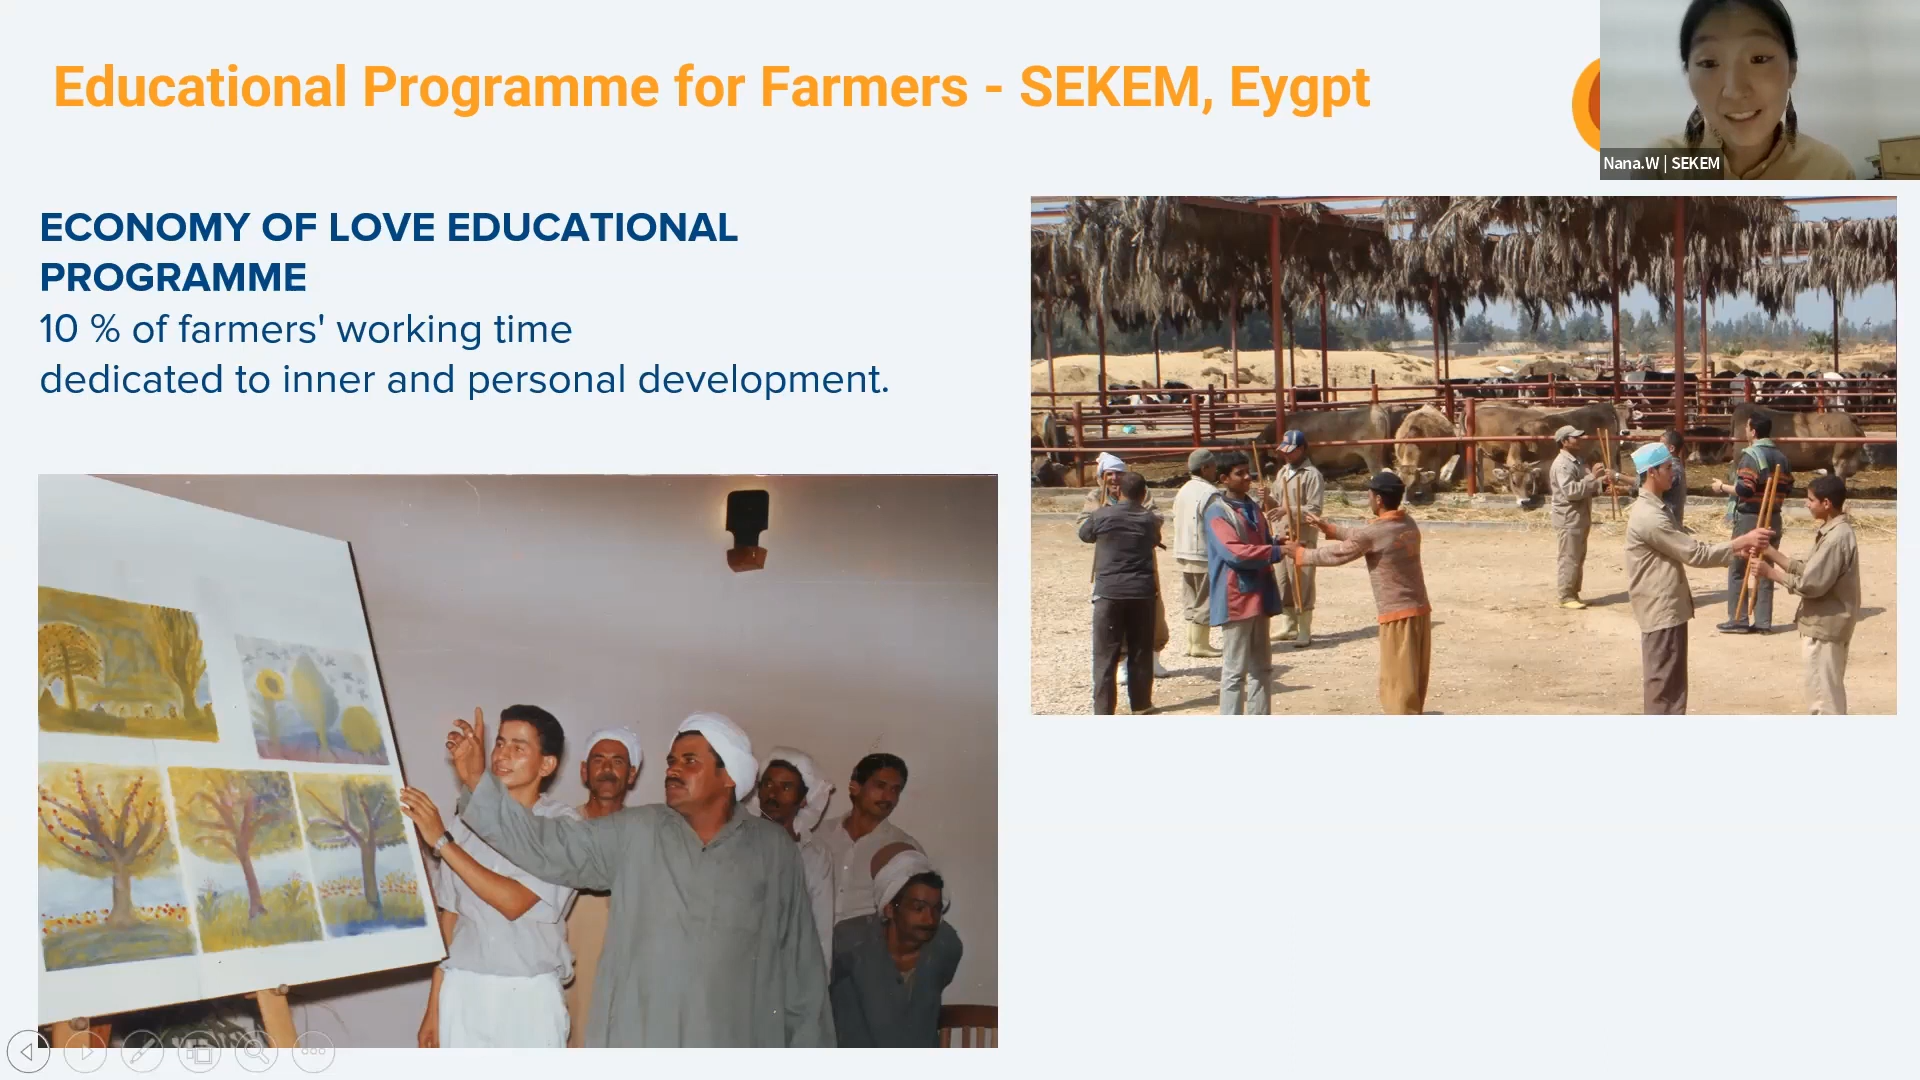 Educational Programme for Farmers - SEKEM, Eygpt
Nana.W | SEKEM
ECONOMY OF LOVE EDUCATIONAL
PROGRAMME
10 % of farmers' working time
dedicated to inner and personal development.